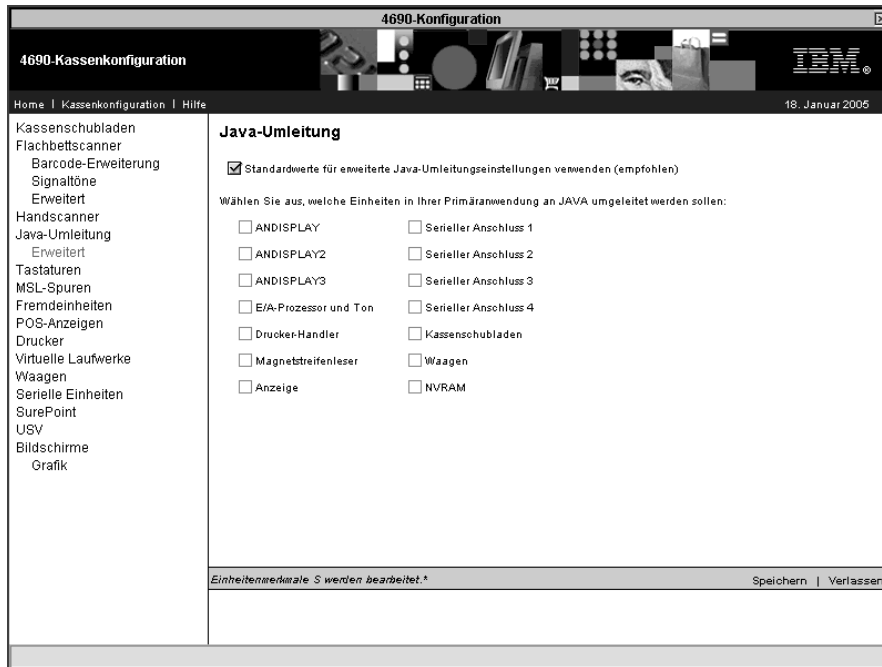 4690-Konfiguration
4690-Kassenkonfiguration
IBM
Home | Kassenkonfiguration | Hilfe
18. Januar 2005
Kassenschubladen
Flachbettscanner
Barcode-Erweiterung
Signaltöne
Erweitert
Handscanner
Java-Umleitung
Erweitert
Tastaturen
MSL-Spuren
Fremdeinheiten
POS-Anzeigen
Drucker
Virtuelle Laufwerke
Waagen
Serielle Einheiten
SurePoint
USV
Bildschirme
Grafik
Java-Umleitung
Standardwerte für erweiterte Java-Umleitungseinstellungen verwenden (empfohlen)
Wählen Sie aus, welche Einheiten in Ihrer Primäranwendung an JAVA umgeleitet werden sollen:
ANDISPLAY
ANDISPLAY2
ANDISPLAY3
E/A-Prozessor und Ton
Drucker-Handler
Magnetstreifenleser
Anzeige
Serieller Anschluss 1
Serieller Anschluss 2
Serieller Anschluss 3
Serieller Anschluss 4
Kassenschubladen
Waagen
NVRAM
Einheitenmerkmale S werden bearbeitet.*
Speichern | Verlassen